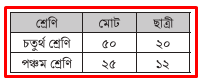 শ্রেণি মোট ছাত্রী
চতুর্থ শ্রেণি ৫০ ২০
পঞ্চম শ্রেণি ২৫ ১২